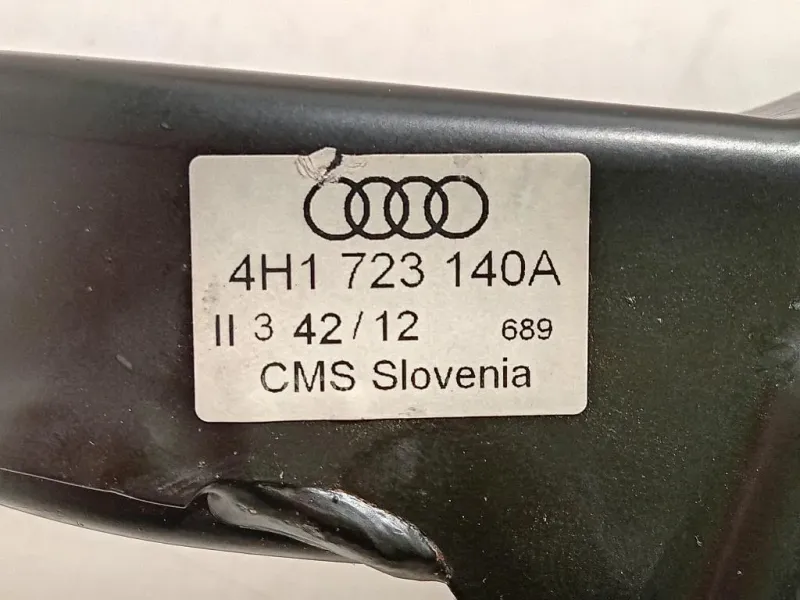 4H1 723 140A
II 3 42/12 689
CMS Slovenia